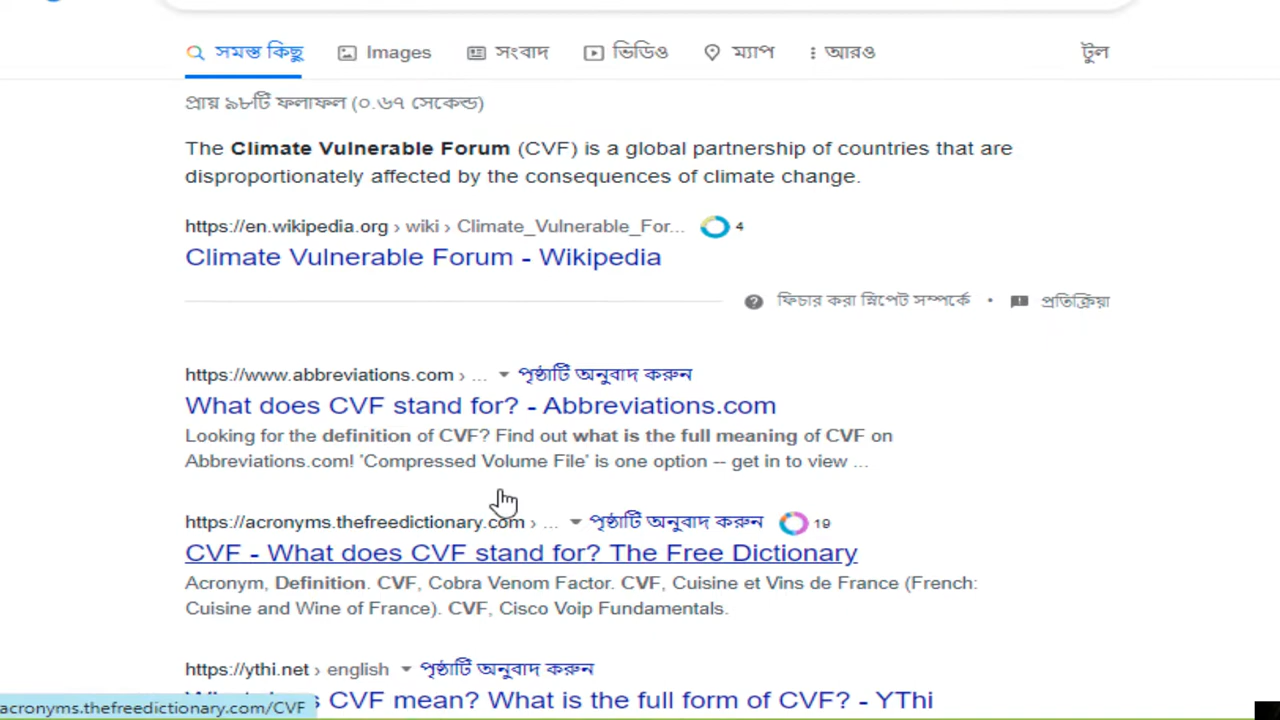 সমস্ত কিছু Images সংবাদ ভিডিও ম্যাপ আরও টুল
প্রায় ৯৮টি ফলাফল (০.৬৭ সেকেন্ড)
The Climate Vulnerable Forum (CVF) is a global partnership of countries that are
disproportionately affected by the consequences of climate change.
https://en.wikipedia.org › wiki › Climate_Vulnerable_For... 4
Climate Vulnerable Forum - Wikipedia
ফিচার করা স্নিপেট সম্পর্কে • প্রতিক্রিয়া
https://www.abbreviations.com › ... পৃষ্ঠাটি অনুবাদ করুন
What does CVF stand for? - Abbreviations.com
Looking for the definition of CVF? Find out what is the full meaning of CVF on
Abbreviations.com! 'Compressed Volume File' is one option -- get in to view ...
https://acronyms.thefreedictionary.com › ... পৃষ্ঠাটি অনুবাদ করুন 19
CVF - What does CVF stand for? The Free Dictionary
Acronym, Definition. CVF, Cobra Venom Factor. CVF, Cuisine et Vins de France (French:
Cuisine and Wine of France). CVF, Cisco Voip Fundamentals.
https://ythi.net › english পৃষ্ঠাটি অনুবাদ করুন
CVF mean? What is the full form of CVF? - YThi
acronyms.thefreedictionary.com/CVF